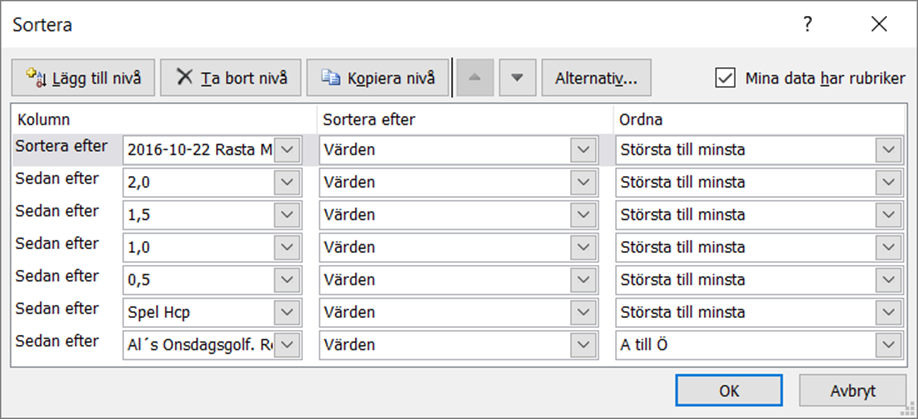 Sortera ?
Lägg till nivå Ta bort nivå Kopiera nivå Alternativ... Mina data har rubriker
Kolumn Sortera efter Ordna
Sortera efter 2016-10-22 Rasta M Värden Största till minsta
Sedan efter 2,0 Värden Största till minsta
Sedan efter 1,5 Värden Största till minsta
Sedan efter 1,0 Värden Största till minsta
Sedan efter 0,5 Värden Största till minsta
Sedan efter Spel Hcp Värden Största till minsta
Sedan efter Al´s Onsdagsgolf. Re Värden A till Ö
OK Avbryt